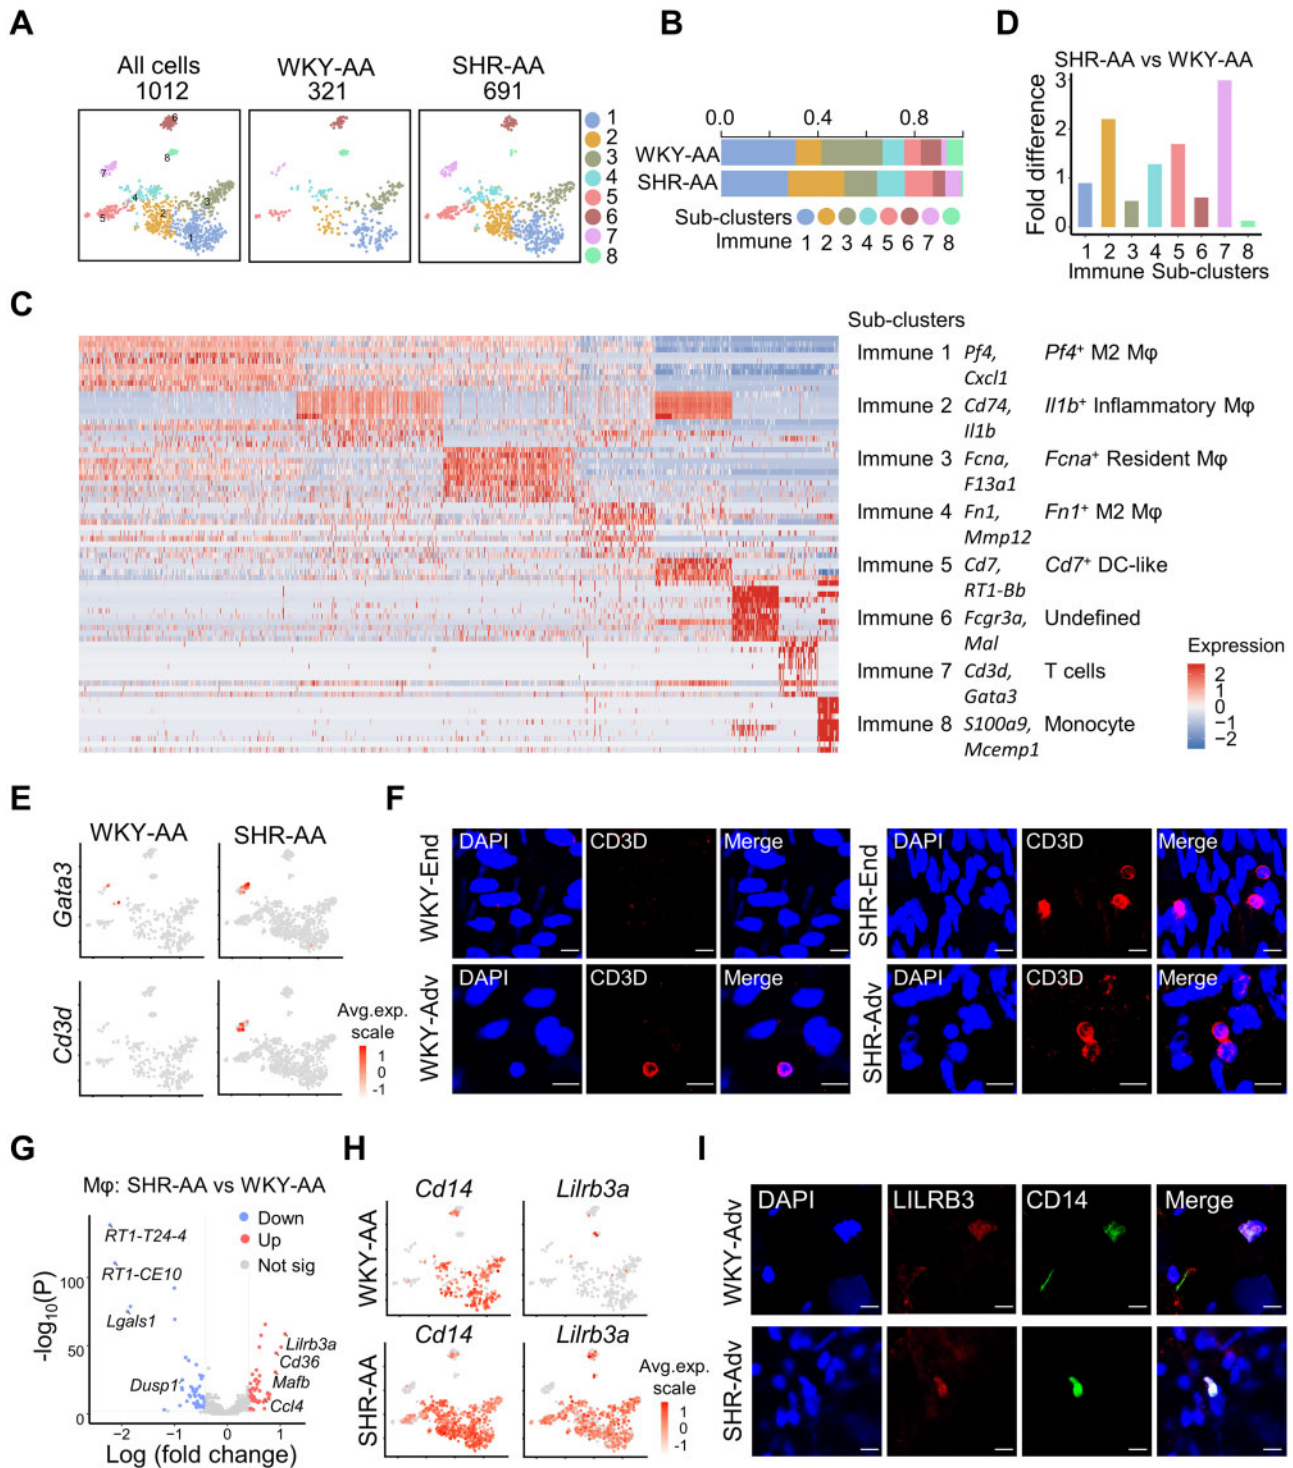 A
All cells
1012
WKY-AA
321
SHR-AA
691
6
8
7
4
5
2
3
1
1
2
3
4
5
6
7
8
B
0.0 0.4 0.8
WKY-AA
SHR-AA
Sub-clusters
Immune 1 2 3 4 5 6 7 8
D
SHR-AA vs WKY-AA
Fold difference
3
2
1
0
1 2 3 4 5 6 7 8
Immune Sub-clusters
C
Sub-clusters
Immune 1 Pf4, Cxcl1 Pf4+ M2 Mφ
Immune 2 Cd74, Il1b Il1b+ Inflammatory Mφ
Immune 3 Fcna, F13a1 Fcna+ Resident Mφ
Immune 4 Fn1, Mmp12 Fn1+ M2 Mφ
Immune 5 Cd7, RT1-Bb Cd7+ DC-like
Immune 6 Fcgr3a, Mal Undefined
Immune 7 Cd3d, Gata3 T cells
Immune 8 S100a9, Mcemp1 Monocyte
Expression
2
1
0
−1
−2
E
WKY-AA SHR-AA
Gata3
Cd3d
Avg.exp.
scale
1
0
-1
F
WKY-End
DAPI CD3D Merge
SHR-End
DAPI CD3D Merge
WKY-Adv
DAPI CD3D Merge
SHR-Adv
DAPI CD3D Merge
G
Mφ: SHR-AA vs WKY-AA
Down
Up
Not sig
RT1-T24-4
RT1-CE10
Lgals1
Dusp1
Lilrb3a
Cd36
Mafb
Ccl4
-log10(P)
100
50
0
−2 −1 0 1
Log (fold change)
H
Cd14 Lilrb3a
WKY-AA
Cd14 Lilrb3a
SHR-AA
Avg.exp.
scale
1
0
-1
I
DAPI LILRB3 CD14 Merge
WKY-Adv
SHR-Adv